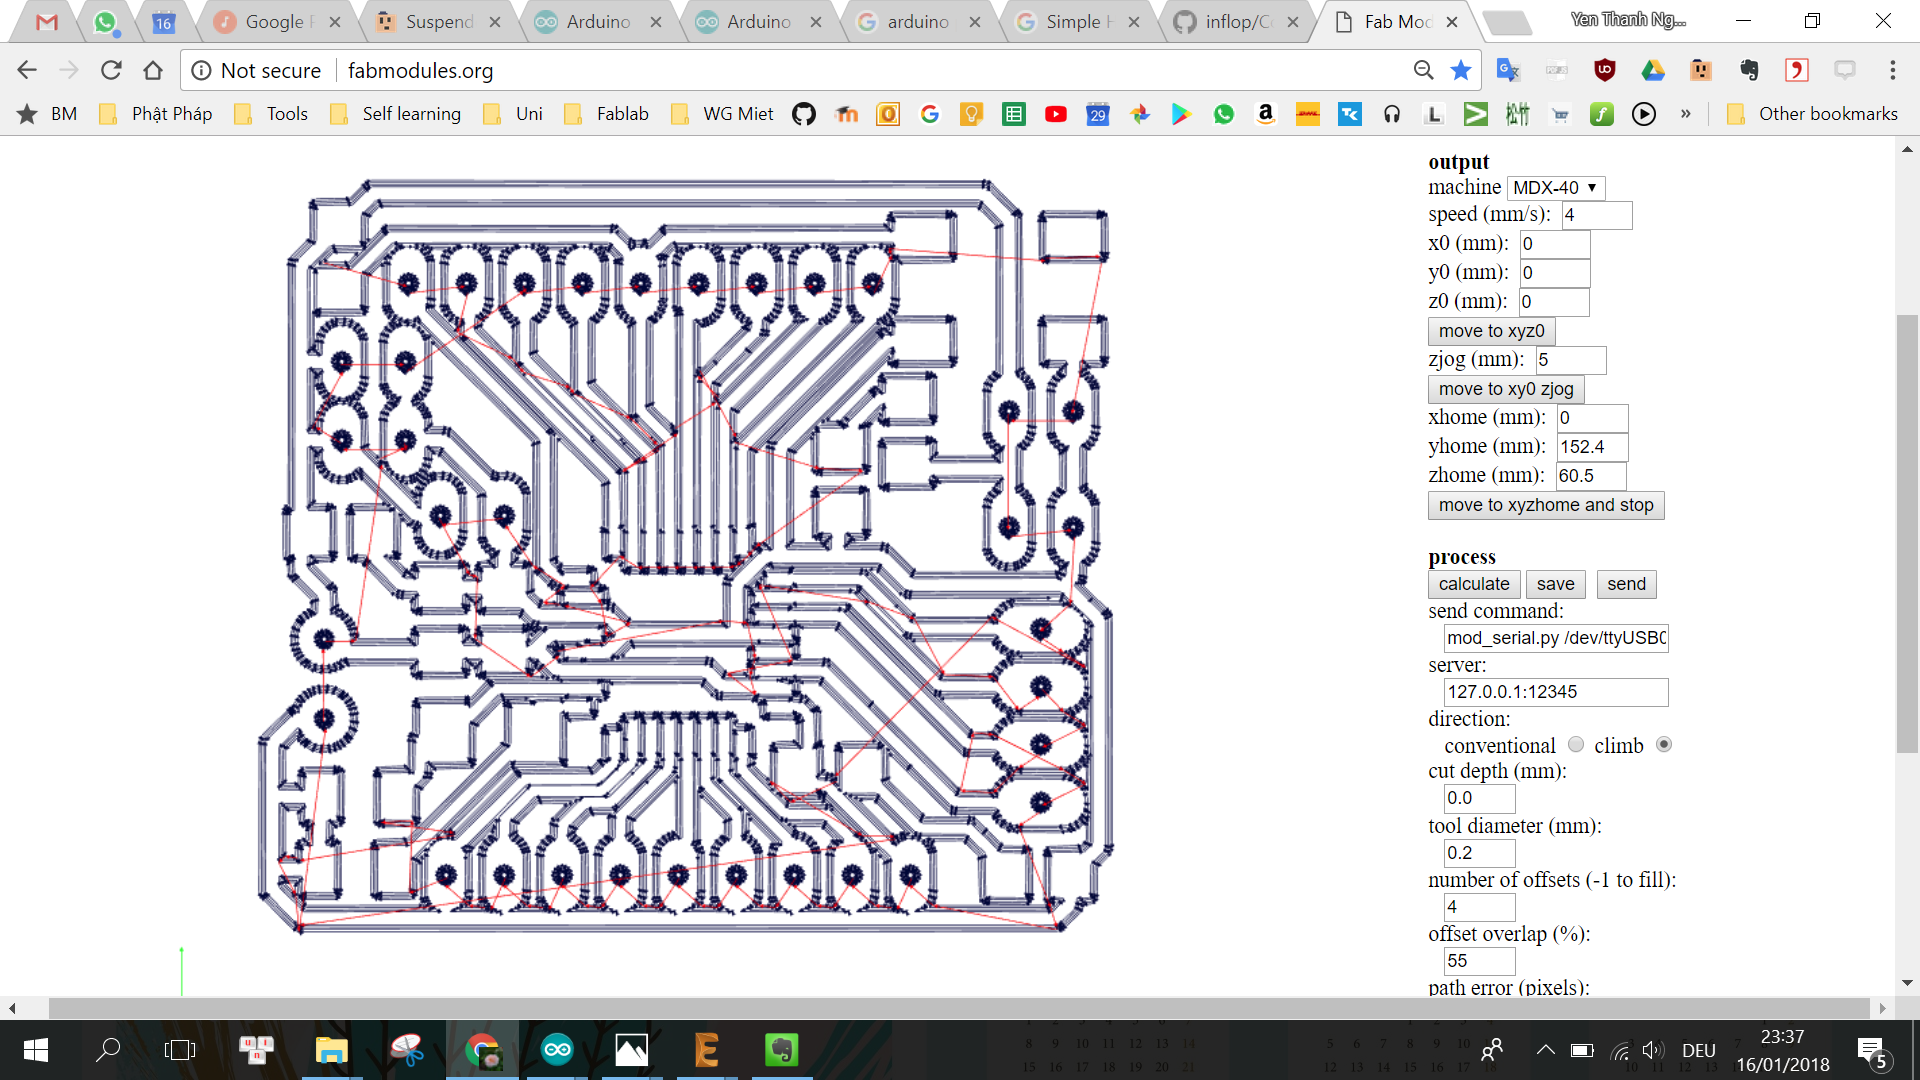 16
Google F
Suspend
Arduino
Arduino
arduino
Simple H
inflop/Co
Fab Mod
Yen Thanh Ng...
Not secure
fabmodules.org
BM
Phật Pháp
Tools
Self learning
Uni
Fablab
WG Miet
29
L
»
Other bookmarks
output
machine MDX-40
speed (mm/s): 4
x0 (mm): 0
y0 (mm): 0
z0 (mm): 0
move to xyz0
zjog (mm): 5
move to xy0 zjog
xhome (mm): 0
yhome (mm): 152.4
zhome (mm): 60.5
move to xyzhome and stop
process
calculate save send
send command:
mod_serial.py /dev/ttyUSB0
server:
127.0.0.1:12345
direction:
conventional climb
cut depth (mm):
0.0
tool diameter (mm):
0.2
number of offsets (-1 to fill):
4
offset overlap (%):
55
path error (pixels):
DEU
23:37
16/01/2018
5